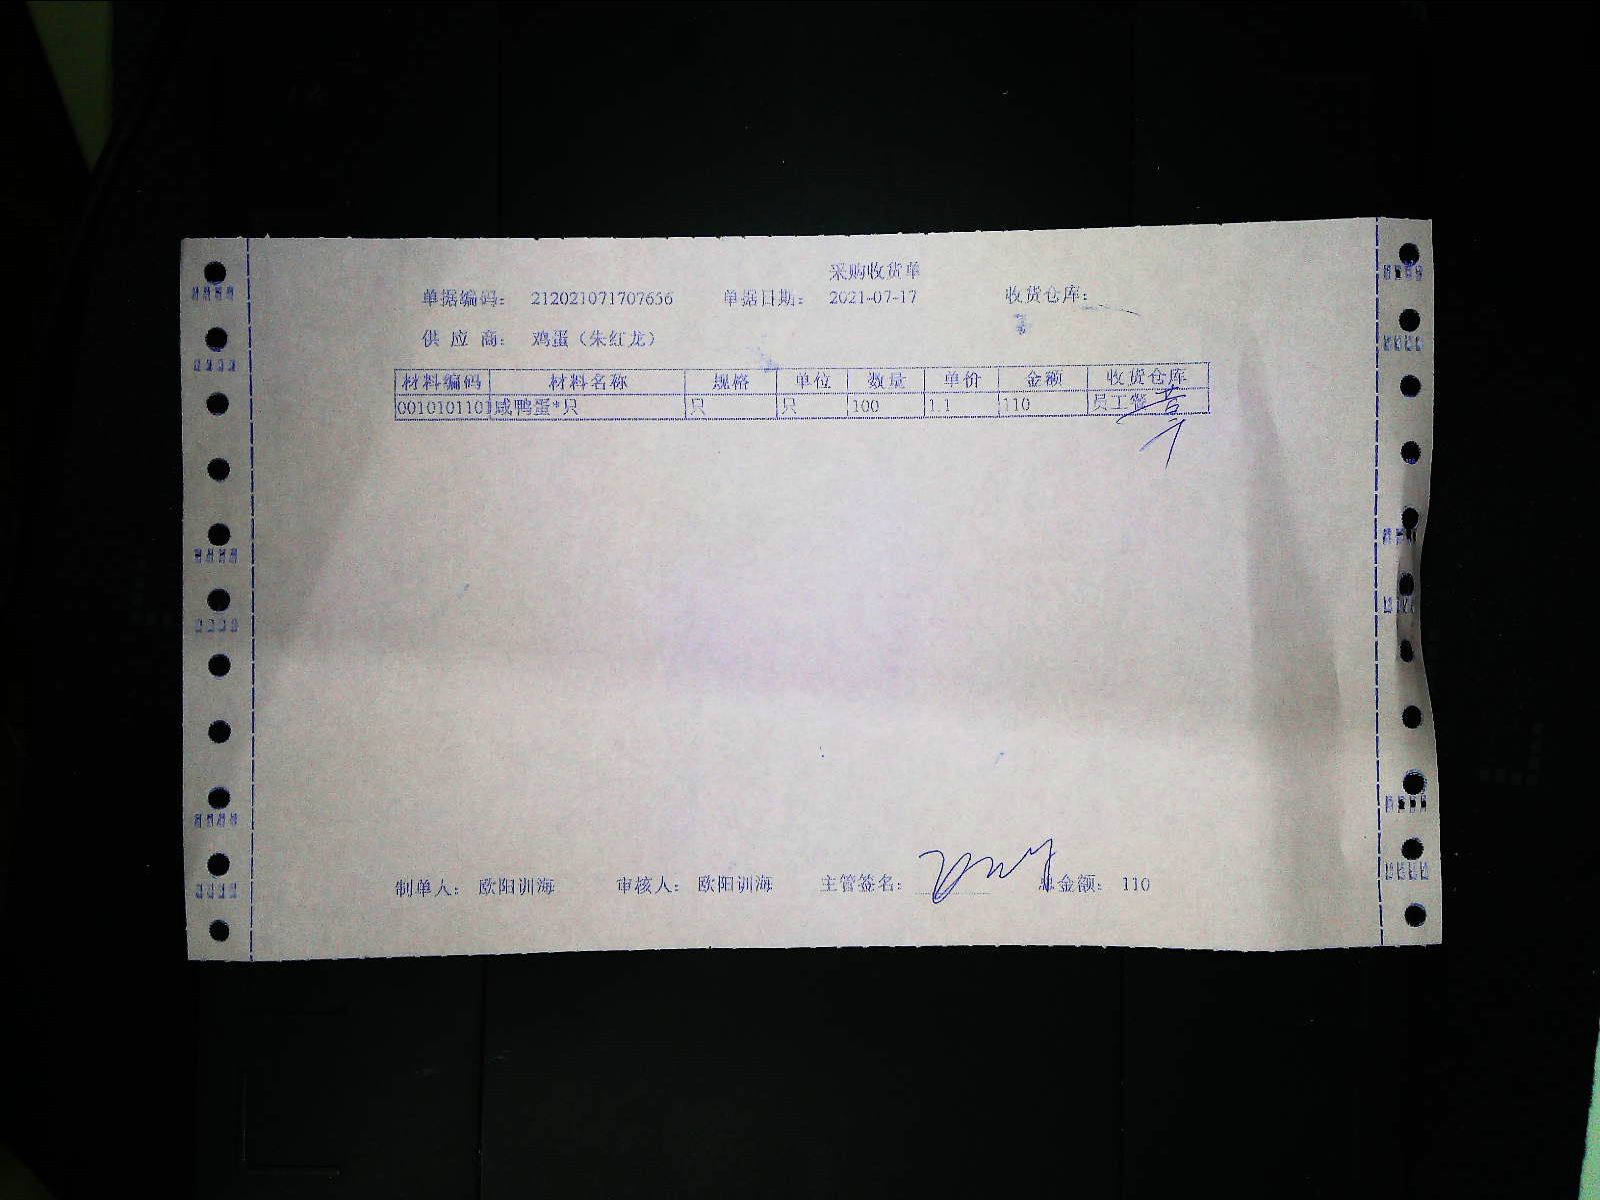 采购收货单
单据编码: 212021071707656 单据日期: 2021-07-17 收货仓库:
供应商: 鸡蛋（朱红龙）
材料编码 材料名称 规格 单位 数量 单价 金额 收货仓库
0010101101 咸鸭蛋*只 只 只 100 1.1 110 员工餐
制单人: 欧阳训海 审核人: 欧阳训海 主管签名: 总金额: 110